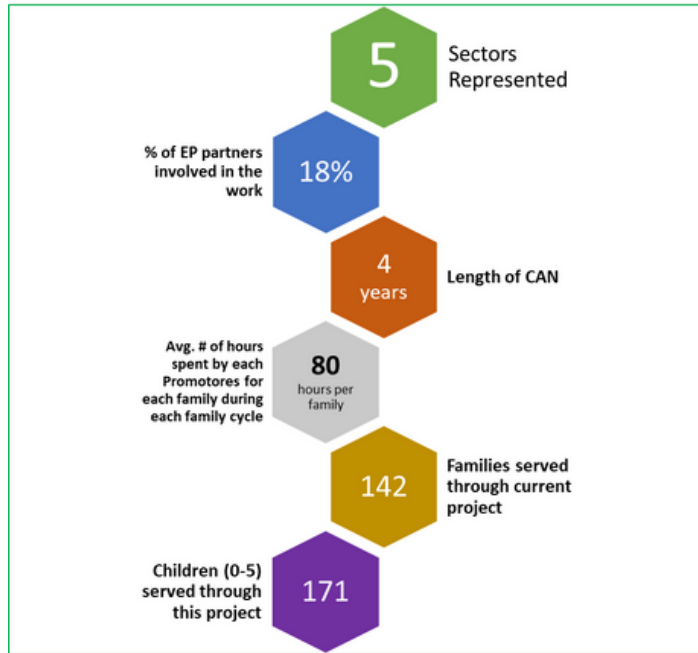 5
Sectors
Represented
% of EP partners
involved in the
work
18%
4
years
Length of CAN
Avg. # of hours
spent by each
Promotores for
each family during
each family cycle
80
hours per
family
142
Families served
through current
project
Children (0-5)
served through
this project
171